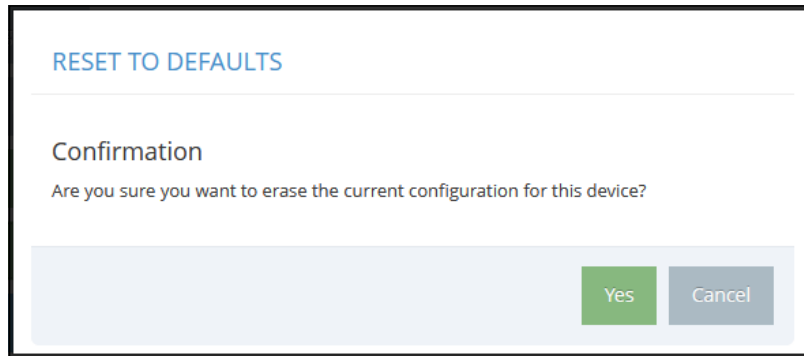 RESET TO DEFAULTS
Confirmation
Are you sure you want to erase the current configuration for this device?
Yes Cancel